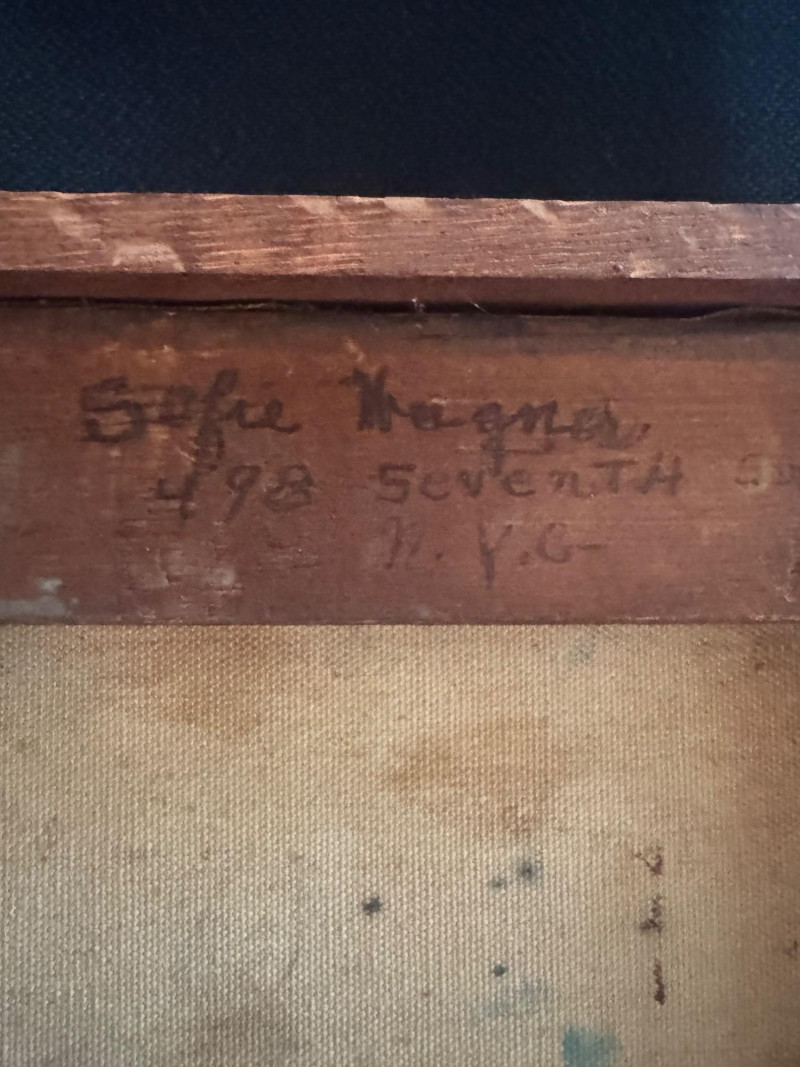 Sofie Wagner
498 SevenTH
N.Y.C-